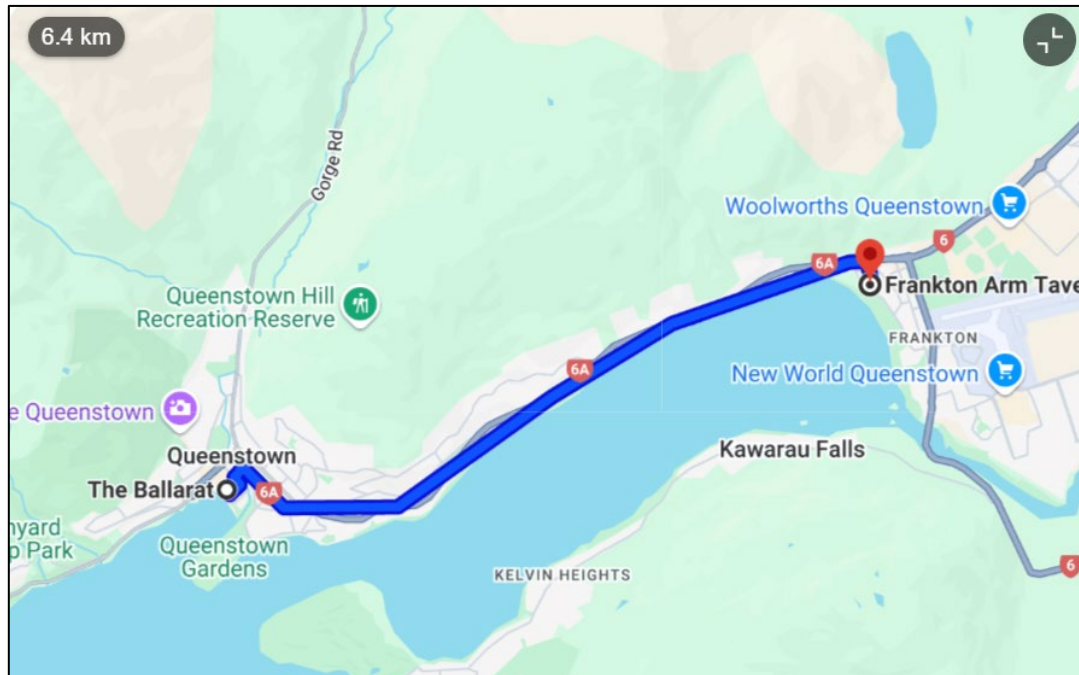 6.4 km
Gorge Rd
Woolworths Queenstown
6
6A
Frankton Arm Tave
Queenstown Hill
Recreation Reserve
FRANKTON
6A
New World Queenstown
e Queenstown
Kawarau Falls
Queenstown
The Ballarat
6A
nyard
p Park
Queenstown
Gardens
KELVIN HEIGHTS
6